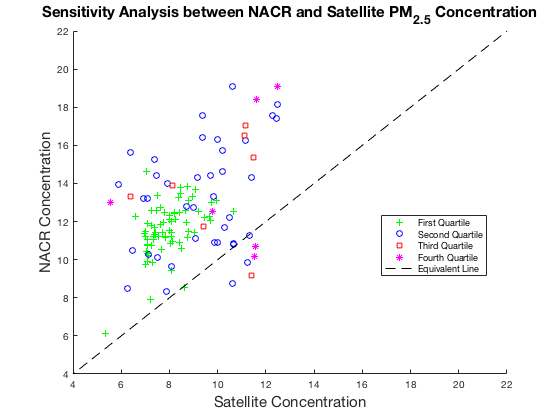 Sensitivity Analysis between NACR and Satellite PM2.5 Concentration
22
20
18
16
14
12
10
8
6
4
NACR Concentration
First Quartile
Second Quartile
Third Quartile
Fourth Quartile
Equivalent Line
4 6 8 10 12 14 16 18 20 22
Satellite Concentration